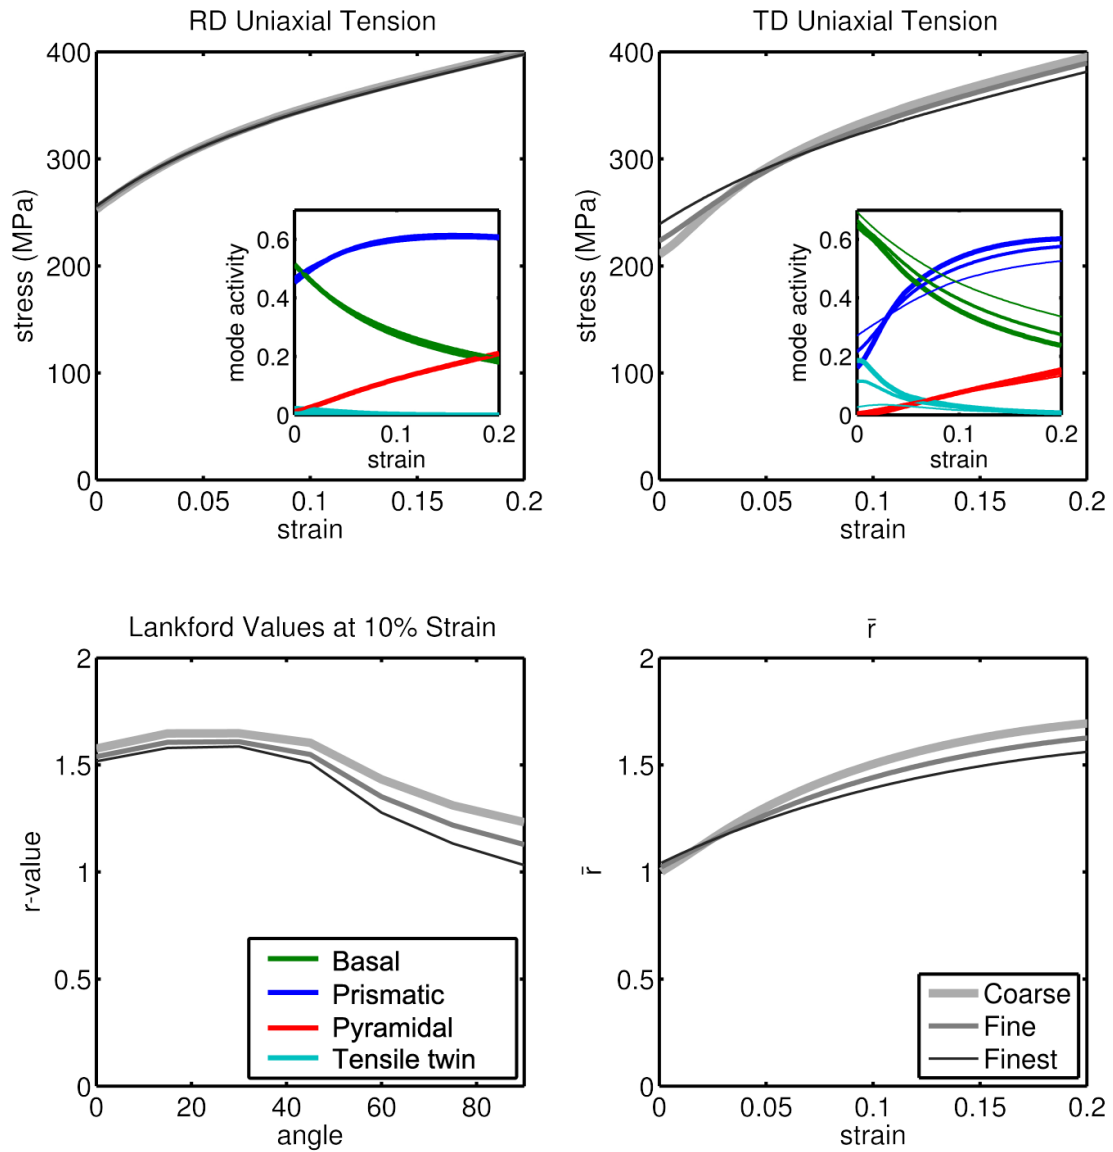 RD Uniaxial Tension
400
300
200
100
0
stress (MPa)
0 0.05 0.1 0.15 0.2
strain
0.6
0.4
0.2
0
mode activity
0 0.1 0.2
strain
TD Uniaxial Tension
400
300
200
100
0
stress (MPa)
0 0.05 0.1 0.15 0.2
strain
0.6
0.4
0.2
0
mode activity
0 0.1 0.2
strain
Lankford Values at 10% Strain
2
1.5
1
0.5
0
r-value
0 20 40 60 80
angle
Basal
Prismatic
Pyramidal
Tensile twin
r̄
2
1.5
1
0.5
0
r̄
0 0.05 0.1 0.15 0.2
strain
Coarse
Fine
Finest